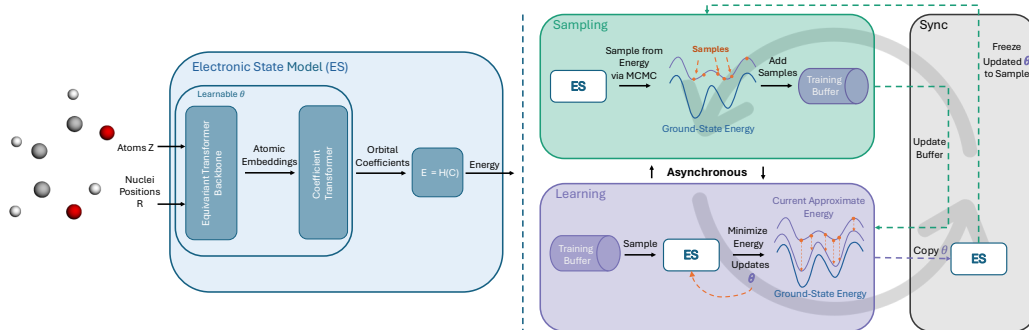 Electronic State Model (ES)
Learnable θ
Atoms Z
Nuclei
Positions
R
Equivariant Transformer
Backbone
Atomic
Embeddings
Coefficient
Transformer
Orbital
Coefficients
E = H(C)
Energy
Sampling
ES
Sample from
Energy
via MCMC
Samples
Ground-State Energy
Add
Samples
Training
Buffer
Asynchronous
Learning
Training
Buffer
Sample
ES
Minimize
Energy
Updates
θ
Current Approximate
Energy
Ground-State Energy
Sync
Freeze
Updated θ
to Sample
Update
Buffer
Copy θ
ES